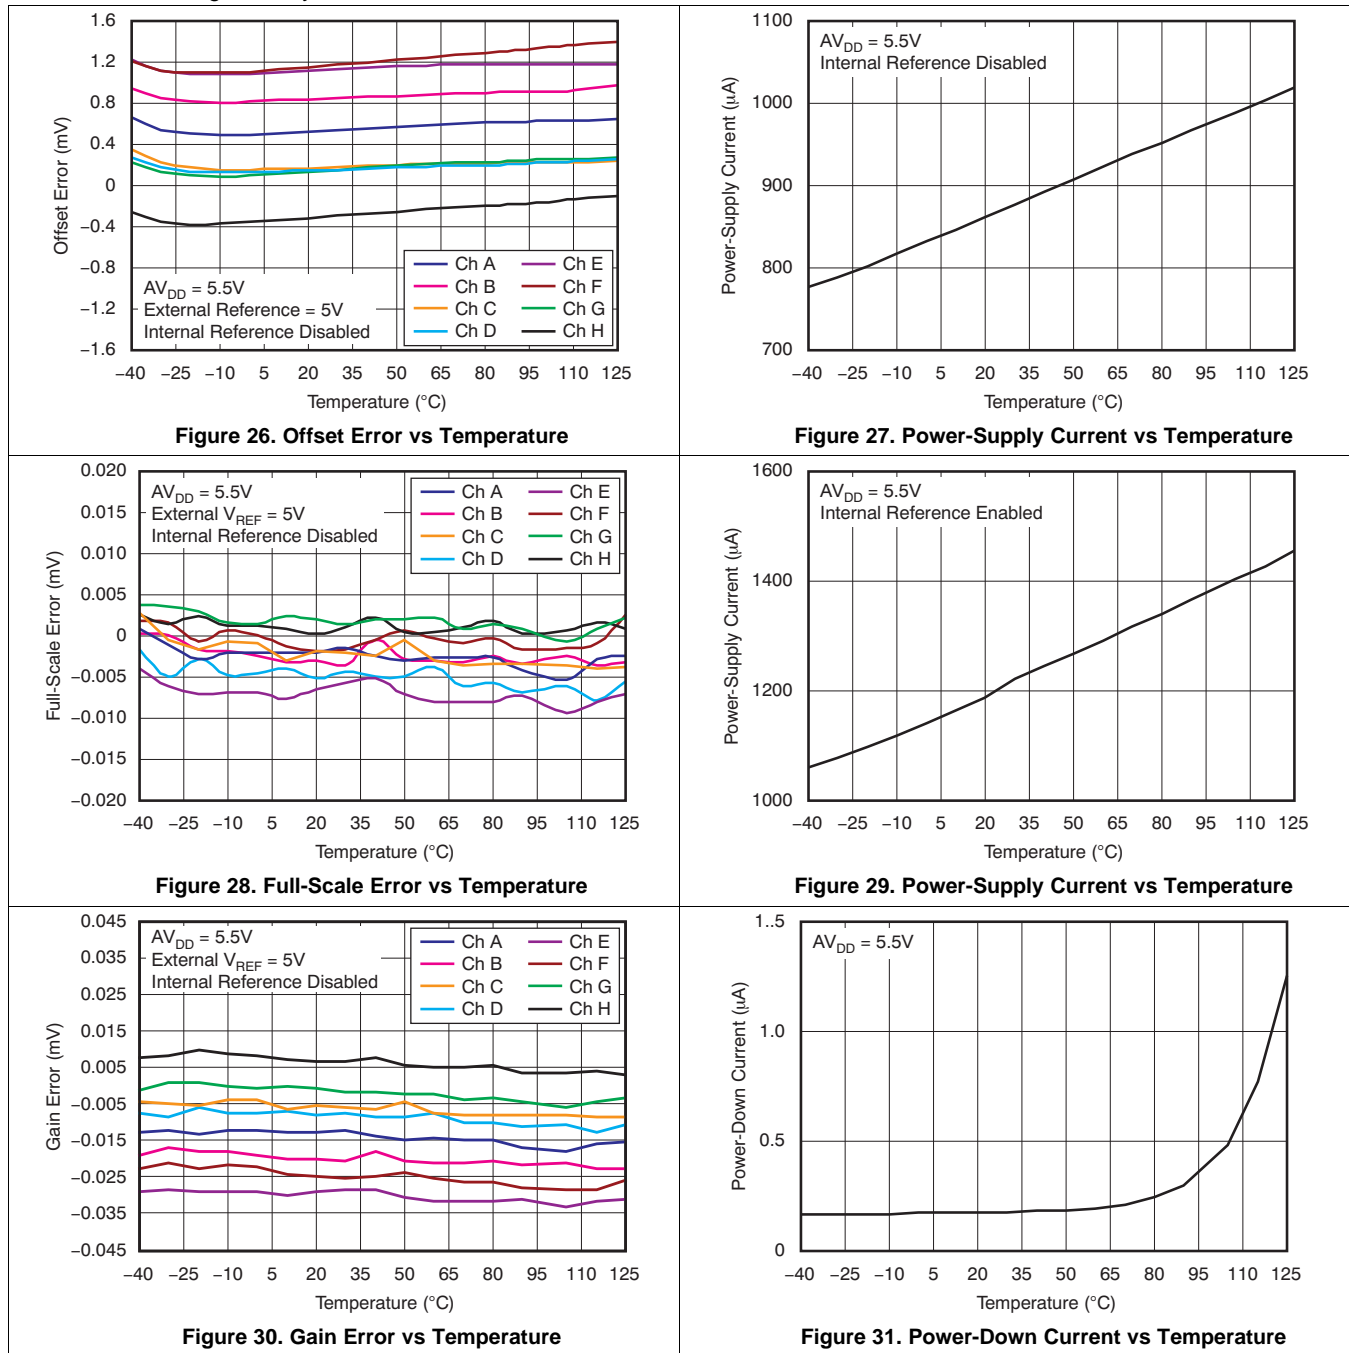 1.6
1.2
0.8
0.4
0
−0.4
−0.8
−1.2
−1.6
Offset Error (mV)
AVDD = 5.5V
External Reference = 5V
Internal Reference Disabled
Ch A
Ch B
Ch C
Ch D
Ch E
Ch F
Ch G
Ch H
−40 −25 −10 5 20 35 50 65 80 95 110 125
Temperature (°C)
Figure 26. Offset Error vs Temperature
1100
1000
900
800
700
Power-Supply Current (μA)
AVDD = 5.5V
Internal Reference Disabled
−40 −25 −10 5 20 35 50 65 80 95 110 125
Temperature (°C)
Figure 27. Power-Supply Current vs Temperature
0.020
0.015
0.010
0.005
0
−0.005
−0.010
−0.015
−0.020
Full-Scale Error (mV)
AVDD = 5.5V
External VREF = 5V
Internal Reference Disabled
Ch A
Ch B
Ch C
Ch D
Ch E
Ch F
Ch G
Ch H
−40 −25 −10 5 20 35 50 65 80 95 110 125
Temperature (°C)
Figure 28. Full-Scale Error vs Temperature
1600
1400
1200
1000
Power-Supply Current (μA)
AVDD = 5.5V
Internal Reference Enabled
−40 −25 −10 5 20 35 50 65 80 95 110 125
Temperature (°C)
Figure 29. Power-Supply Current vs Temperature
0.045
0.035
0.025
0.015
0.005
−0.005
−0.015
−0.025
−0.035
−0.045
Gain Error (mV)
AVDD = 5.5V
External VREF = 5V
Internal Reference Disabled
Ch A
Ch B
Ch C
Ch D
Ch E
Ch F
Ch G
Ch H
−40 −25 −10 5 20 35 50 65 80 95 110 125
Temperature (°C)
Figure 30. Gain Error vs Temperature
1..5
1.0
0.5
0
Power-Down Current (μA)
AVDD = 5.5V
−40 −25 −10 5 20 35 50 65 80 95 110 125
Temperature (°C)
Figure 31. Power-Down Current vs Temperature